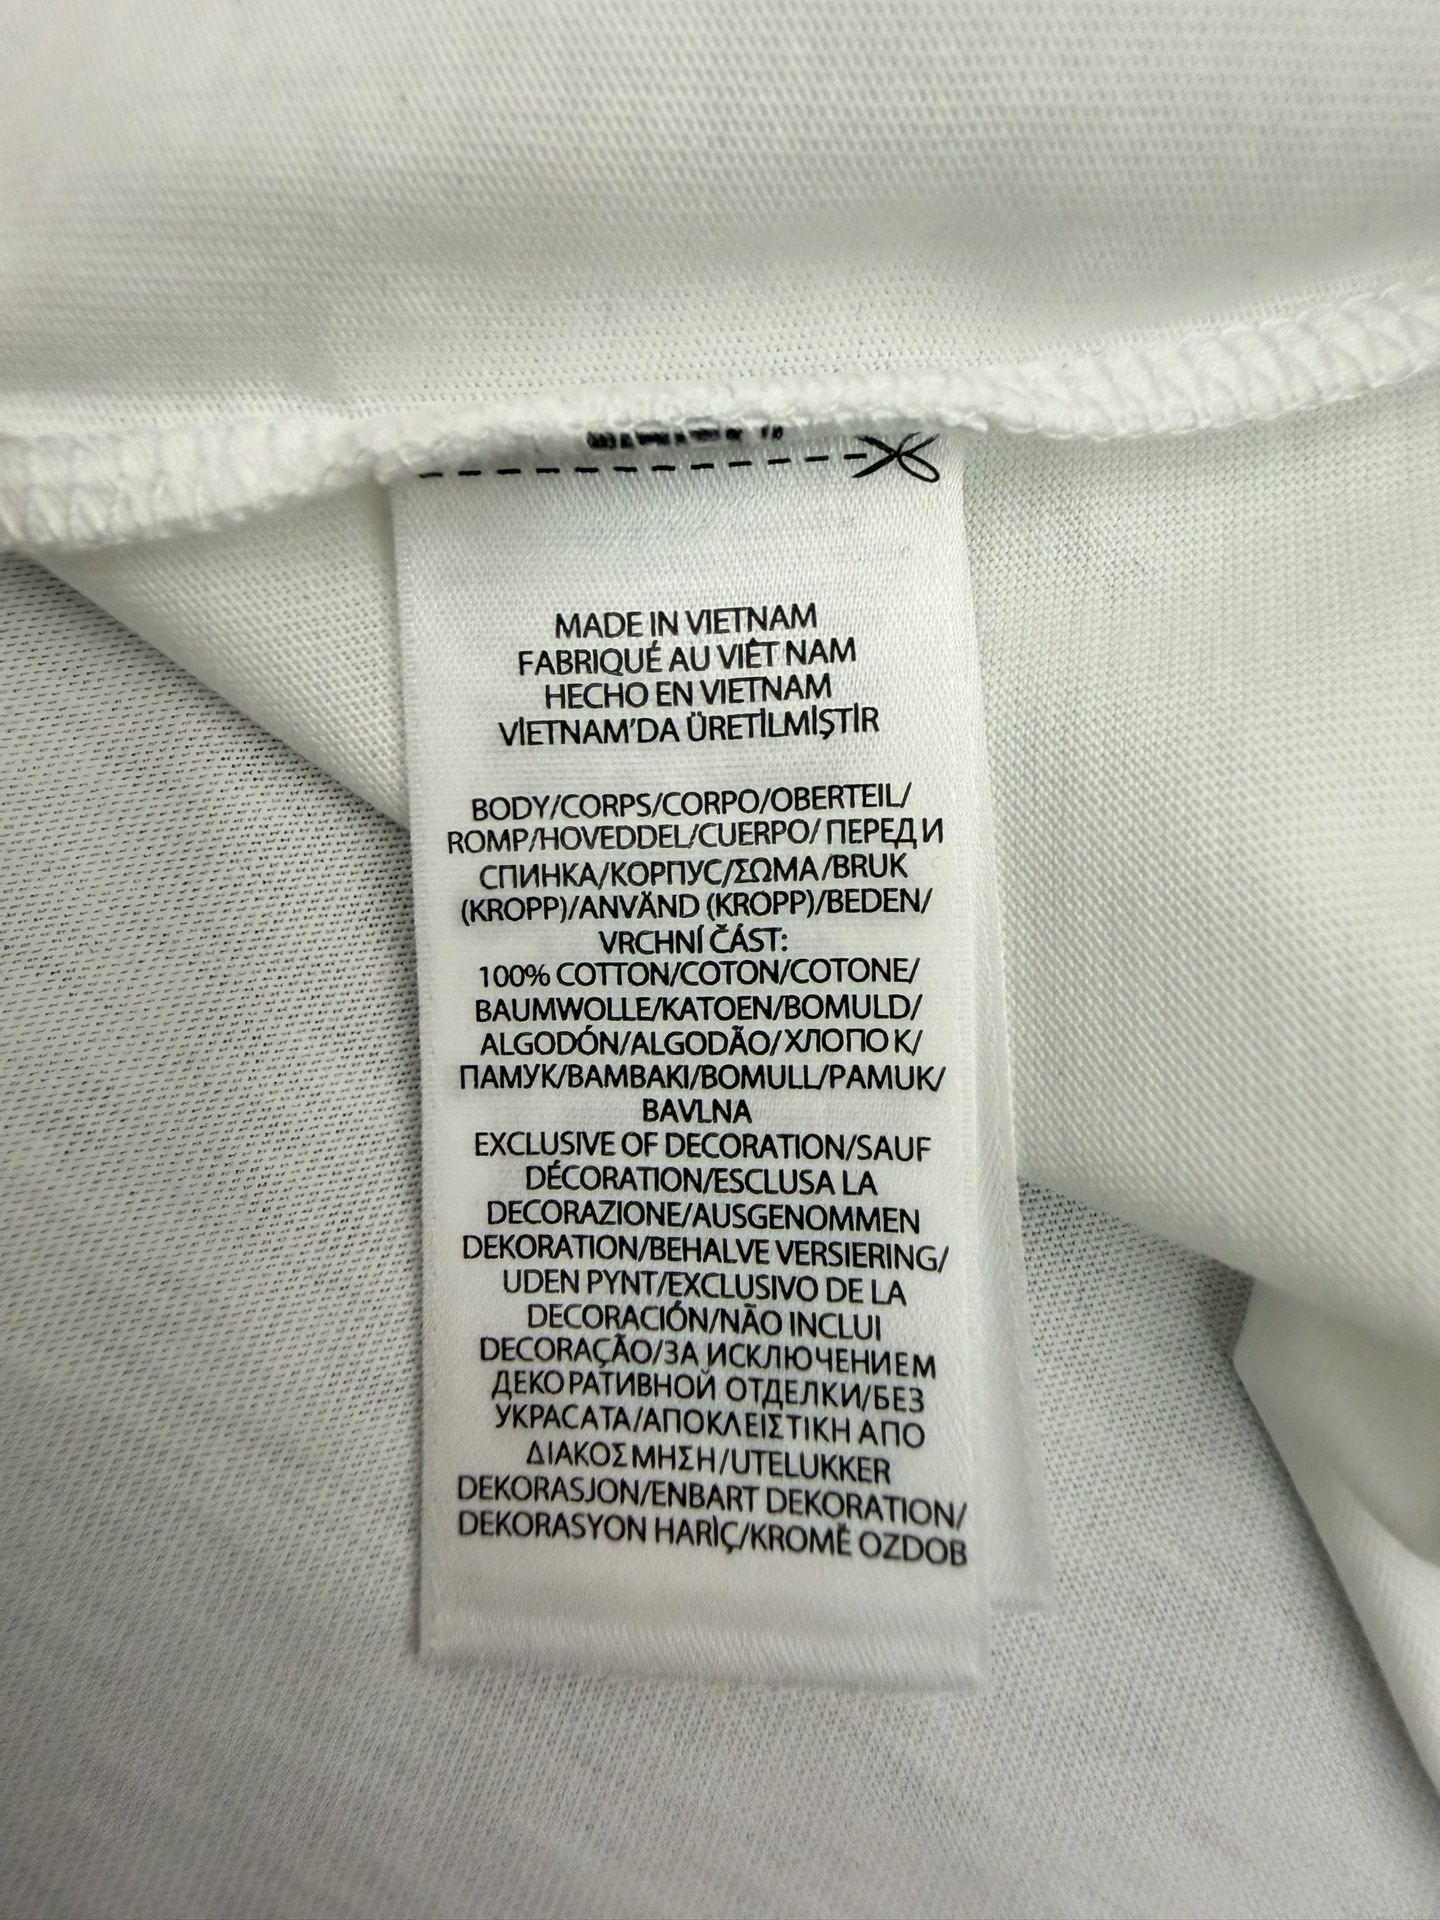 MADE IN VIETNAM
FABRIQUÉ AU VIÊT NAM
HECHO EN VIETNAM
VİETNAM'DA ÜRETİLMİŞTİR
BODY/CORPS/CORPO/OBERTEIL/
ROMP/HOVEDDEL/CUERPO/ ПЕРЕД И
СПИНКА/КОРПУС/ΣΩΜΑ/BRUK
(KROPP)/ANVÄND (KROPP)/BEDEN/
VRCHNÍ ČÁST:
100% COTTON/COTON/COTONE/
BAUMWOLLE/KATOEN/BOMULD/
ALGODÓN/ALGODÃO/ХЛОПО К/
ПАМУК/BAMBAKI/BOMULL/PAMUK/
BAVLNA
EXCLUSIVE OF DECORATION/SAUF
DÉCORATION/ESCLUSA LA
DECORAZIONE/AUSGENOMMEN
DEKORATION/BEHALVE VERSIERING/
UDEN PYNT/EXCLUSIVO DE LA
DECORACIÓN/NÃO INCLUI
DECORAÇÃO/ЗА ИСКЛЮЧЕНИЕМ
ДЕКО РАТИВНОЙ ОТДЕЛКИ/БЕЗ
УКРАСАТА/ΑΠΟΚΛΕΙΣΤΙΚΗ ΑΠΟ
ΔΙΑΚΟΣΜΗΣΗ/UTELUKKER
DEKORASJON/ENBART DEKORATION/
DEKORASYON HARİÇ/KROMĚ OZDOB